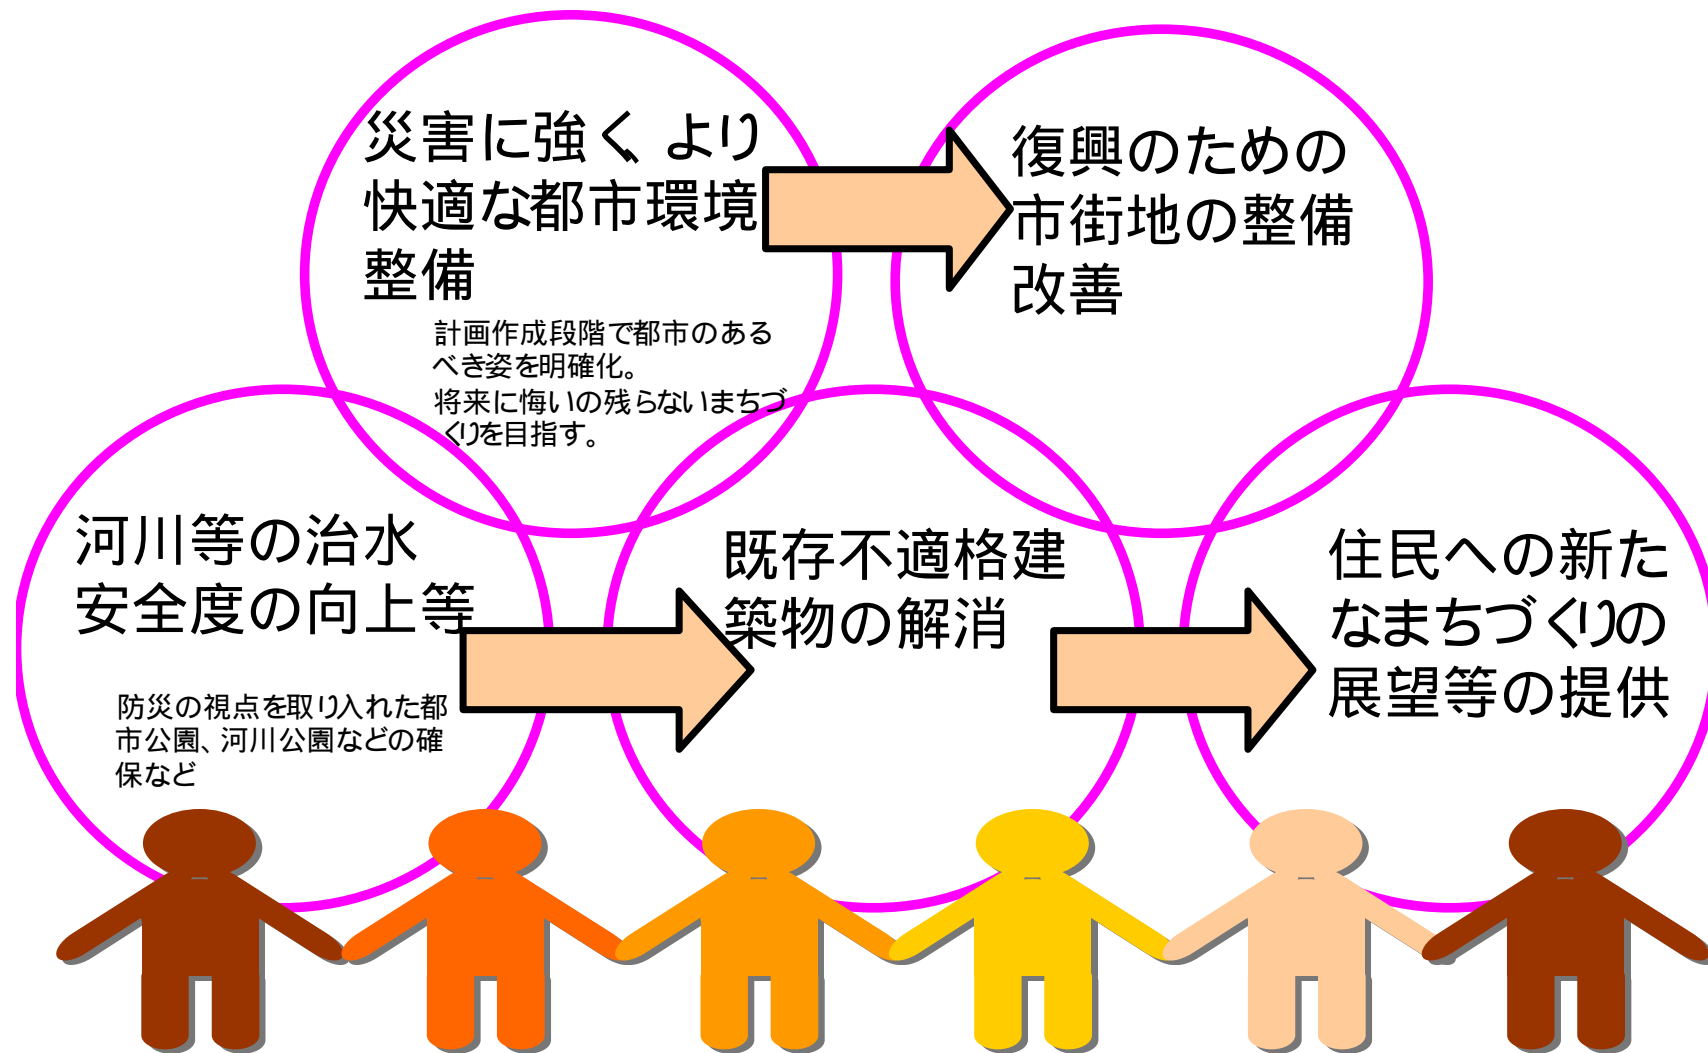 災害に強く、より
快適な都市環境
整備
計画作成段階で都市のある
べき姿を明確化。
将来に悔いの残らないまちづ
くりを目指す。
復興のための
市街地の整備
改善
河川等の治水
安全度の向上等
防災の視点を取り入れた都
市公園、河川公園などの確
保など
既存不適格建
築物の解消
住民への新た
なまちづくりの
展望等の提供